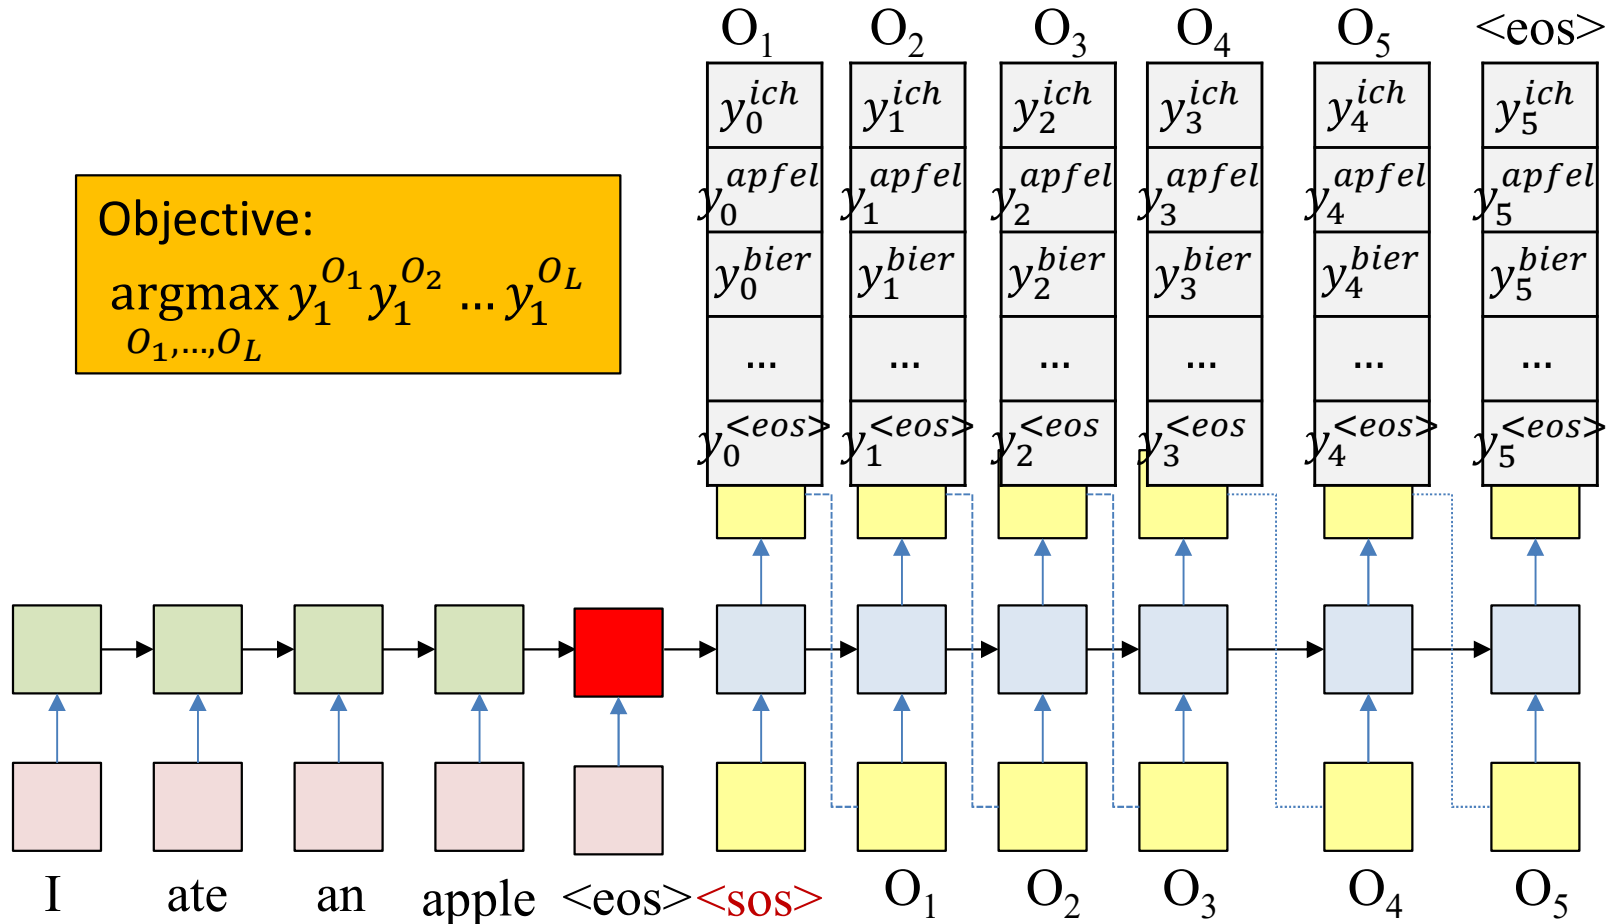 O₁ O₂ O₃ O₄ O₅ <eos>
y₀^{ich} y₁^{ich} y₂^{ich} y₃^{ich} y₄^{ich} y₅^{ich}
y₀^{apfel} y₁^{apfel} y₂^{apfel} y₃^{apfel} y₄^{apfel} y₅^{apfel}
y₀^{bier} y₁^{bier} y₂^{bier} y₃^{bier} y₄^{bier} y₅^{bier}
... ... ... ... ... ...
y₀^{<eos>} y₁^{<eos>} y₂^{<eos} y₃^{<eos} y₄^{<eos>} y₅^{<eos>}
Objective:
argmax y₁^{O₁} y₁^{O₂} ... y₁^{O_L}
O₁,...,O_L
I ate an apple <eos> <sos> O₁ O₂ O₃ O₄ O₅